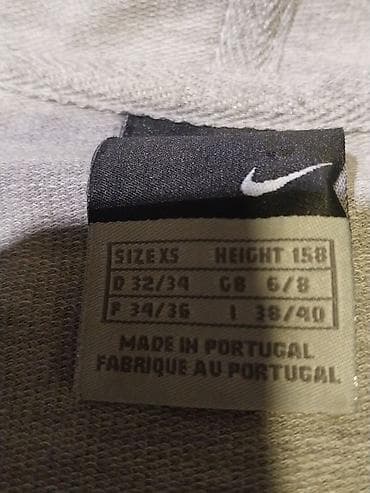 SIZE XS HEIGHT 158
D 32/34 GB 6/8
F 34/36 I 38/40
MADE IN PORTUGAL
FABRIQUE AU PORTUGAL